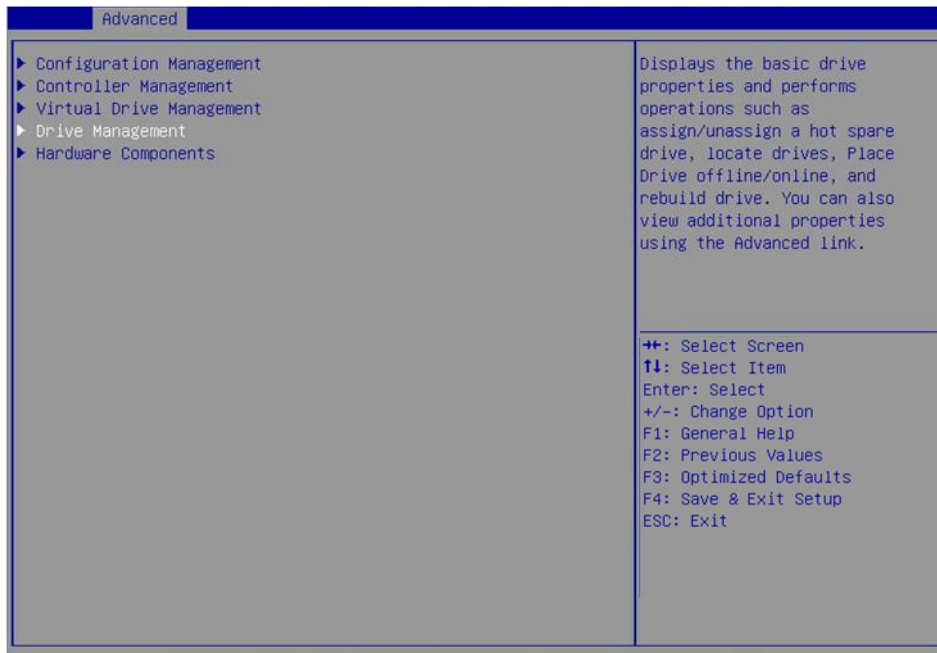 Advanced
Configuration Management
Controller Management
Virtual Drive Management
Drive Management
Hardware Components
Displays the basic drive
properties and performs
operations such as
assign/unassign a hot spare
drive, locate drives, Place
Drive offline/online, and
rebuild drive. You can also
view additional properties
using the Advanced link.
→←: Select Screen
↑↓: Select Item
Enter: Select
+/-: Change Option
F1: General Help
F2: Previous Values
F3: Optimized Defaults
F4: Save & Exit Setup
ESC: Exit